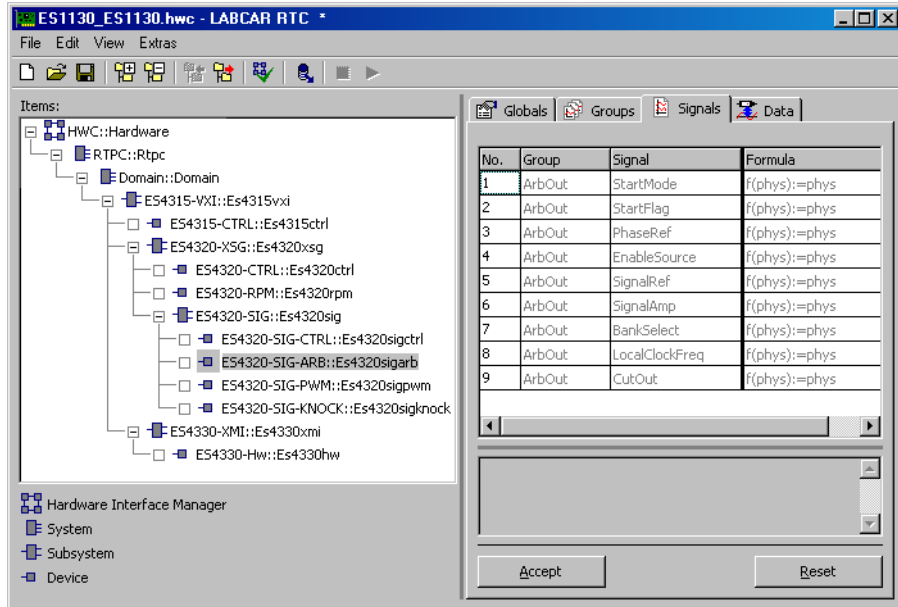 ES1130_ES1130.hwc - LABCAR RTC *
File Edit View Extras
Items:
HWC::Hardware
RTPC::Rtpc
Domain::Domain
ES4315-VXI::Es4315vxi
ES4315-CTRL::Es4315ctrl
ES4320-XSG::Es4320xsg
ES4320-CTRL::Es4320ctrl
ES4320-RPM::Es4320rpm
ES4320-SIG::Es4320sig
ES4320-SIG-CTRL::Es4320sigctrl
ES4320-SIG-ARB::Es4320sigarb
ES4320-SIG-PWM::Es4320sigpwm
ES4320-SIG-KNOCK::Es4320sigknock
ES4330-XMI::Es4330xmi
ES4330-Hw::Es4330hw
Hardware Interface Manager
System
Subsystem
Device
Globals Groups Signals Data
No. Group Signal Formula
1 ArbOut StartMode f(phys):=phys
2 ArbOut StartFlag f(phys):=phys
3 ArbOut PhaseRef f(phys):=phys
4 ArbOut EnableSource f(phys):=phys
5 ArbOut SignalRef f(phys):=phys
6 ArbOut SignalAmp f(phys):=phys
7 ArbOut BankSelect f(phys):=phys
8 ArbOut LocalClockFreq f(phys):=phys
9 ArbOut CutOut f(phys):=phys
Accept Reset